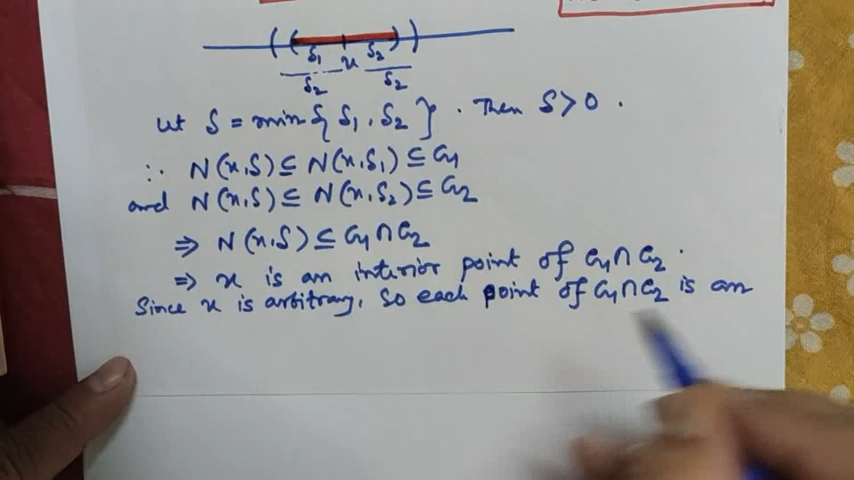 ( ( δ₁ x δ₂ ) )
δ₂ δ₂
Let δ = min{ δ₁, δ₂ } . Then δ > 0 .
∴ N(x,δ) ⊆ N(x,δ₁) ⊆ G₁
and N(x,δ) ⊆ N(x,δ₂) ⊆ G₂
⇒ N(x,δ) ⊆ G₁∩G₂
⇒ x is an interior point of G₁∩G₂.
Since x is arbitrary, so each point of G₁∩G₂ is an